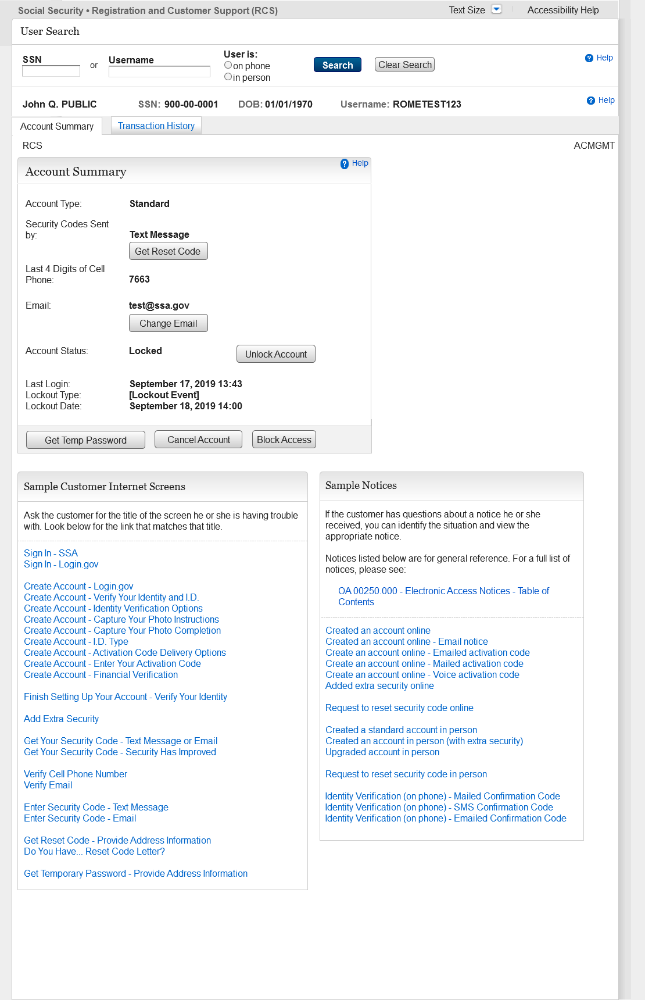 Social Security • Registration and Customer Support (RCS)
Text Size
Accessibility Help
User Search
SSN
or
Username
User is:
on phone
in person
Search
Clear Search
Help
John Q. PUBLIC
SSN: 900-00-0001
DOB: 01/01/1970
Username: ROMETEST123
Help
Account Summary
Transaction History
RCS
ACMGMT
Account Summary
Help
Account Type:
Standard
Security Codes Sent
by:
Text Message
Get Reset Code
Last 4 Digits of Cell
Phone:
7663
Email:
test@ssa.gov
Change Email
Account Status:
Locked
Unlock Account
Last Login:
September 17, 2019 13:43
Lockout Type:
[Lockout Event]
Lockout Date:
September 18, 2019 14:00
Get Temp Password
Cancel Account
Block Access
Sample Customer Internet Screens
Ask the customer for the title of the screen he or she is having trouble
with. Look below for the link that matches that title.
Sign In - SSA
Sign In - Login.gov
Create Account - Login.gov
Create Account - Verify Your Identity and I.D.
Create Account - Identity Verification Options
Create Account - Capture Your Photo Instructions
Create Account - Capture Your Photo Completion
Create Account - I.D. Type
Create Account - Activation Code Delivery Options
Create Account - Enter Your Activation Code
Create Account - Financial Verification
Finish Setting Up Your Account - Verify Your Identity
Add Extra Security
Get Your Security Code - Text Message or Email
Get Your Security Code - Security Has Improved
Verify Cell Phone Number
Verify Email
Enter Security Code - Text Message
Enter Security Code - Email
Get Reset Code - Provide Address Information
Do You Have... Reset Code Letter?
Get Temporary Password - Provide Address Information
Sample Notices
If the customer has questions about a notice he or she
received, you can identify the situation and view the
appropriate notice.
Notices listed below are for general reference. For a full list of
notices, please see:
OA 00250.000 - Electronic Access Notices - Table of
Contents
Created an account online
Created an account online - Email notice
Create an account online - Emailed activation code
Create an account online - Mailed activation code
Create an account online - Voice activation code
Added extra security online
Request to reset security code online
Created a standard account in person
Created an account in person (with extra security)
Upgraded account in person
Request to reset security code in person
Identity Verification (on phone) - Mailed Confirmation Code
Identity Verification (on phone) - SMS Confirmation Code
Identity Verification (on phone) - Emailed Confirmation Code